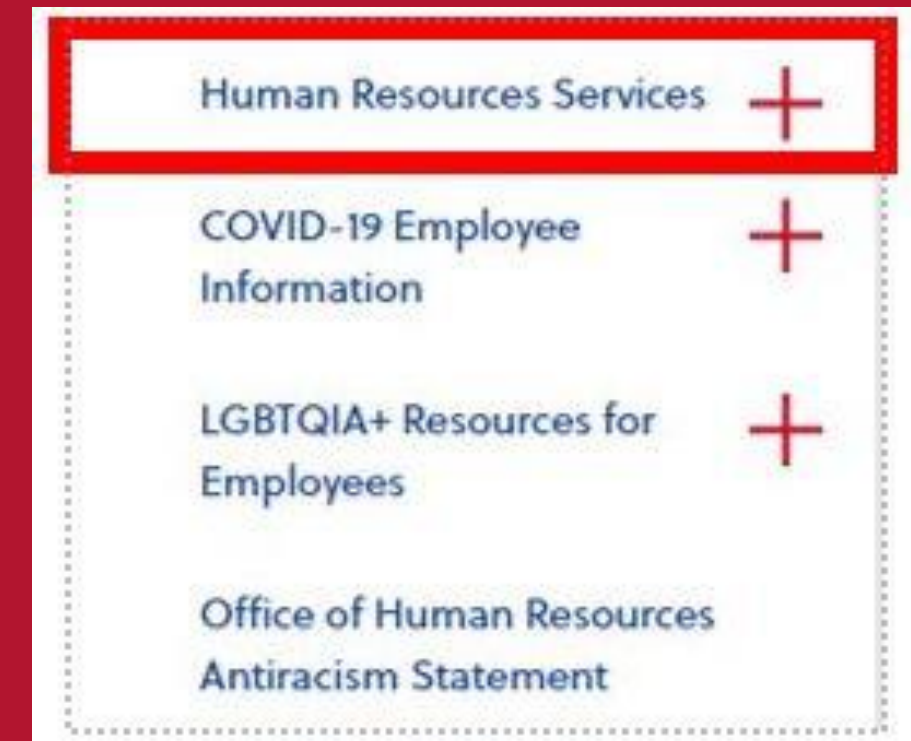 Human Resources Services
COVID-19 Employee
Information
LGBTQIA+ Resources for
Employees
Office of Human Resources
Antiracism Statement